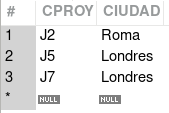 # CPROY CIUDAD
1 J2 Roma
2 J5 Londres
3 J7 Londres
* NULL NULL